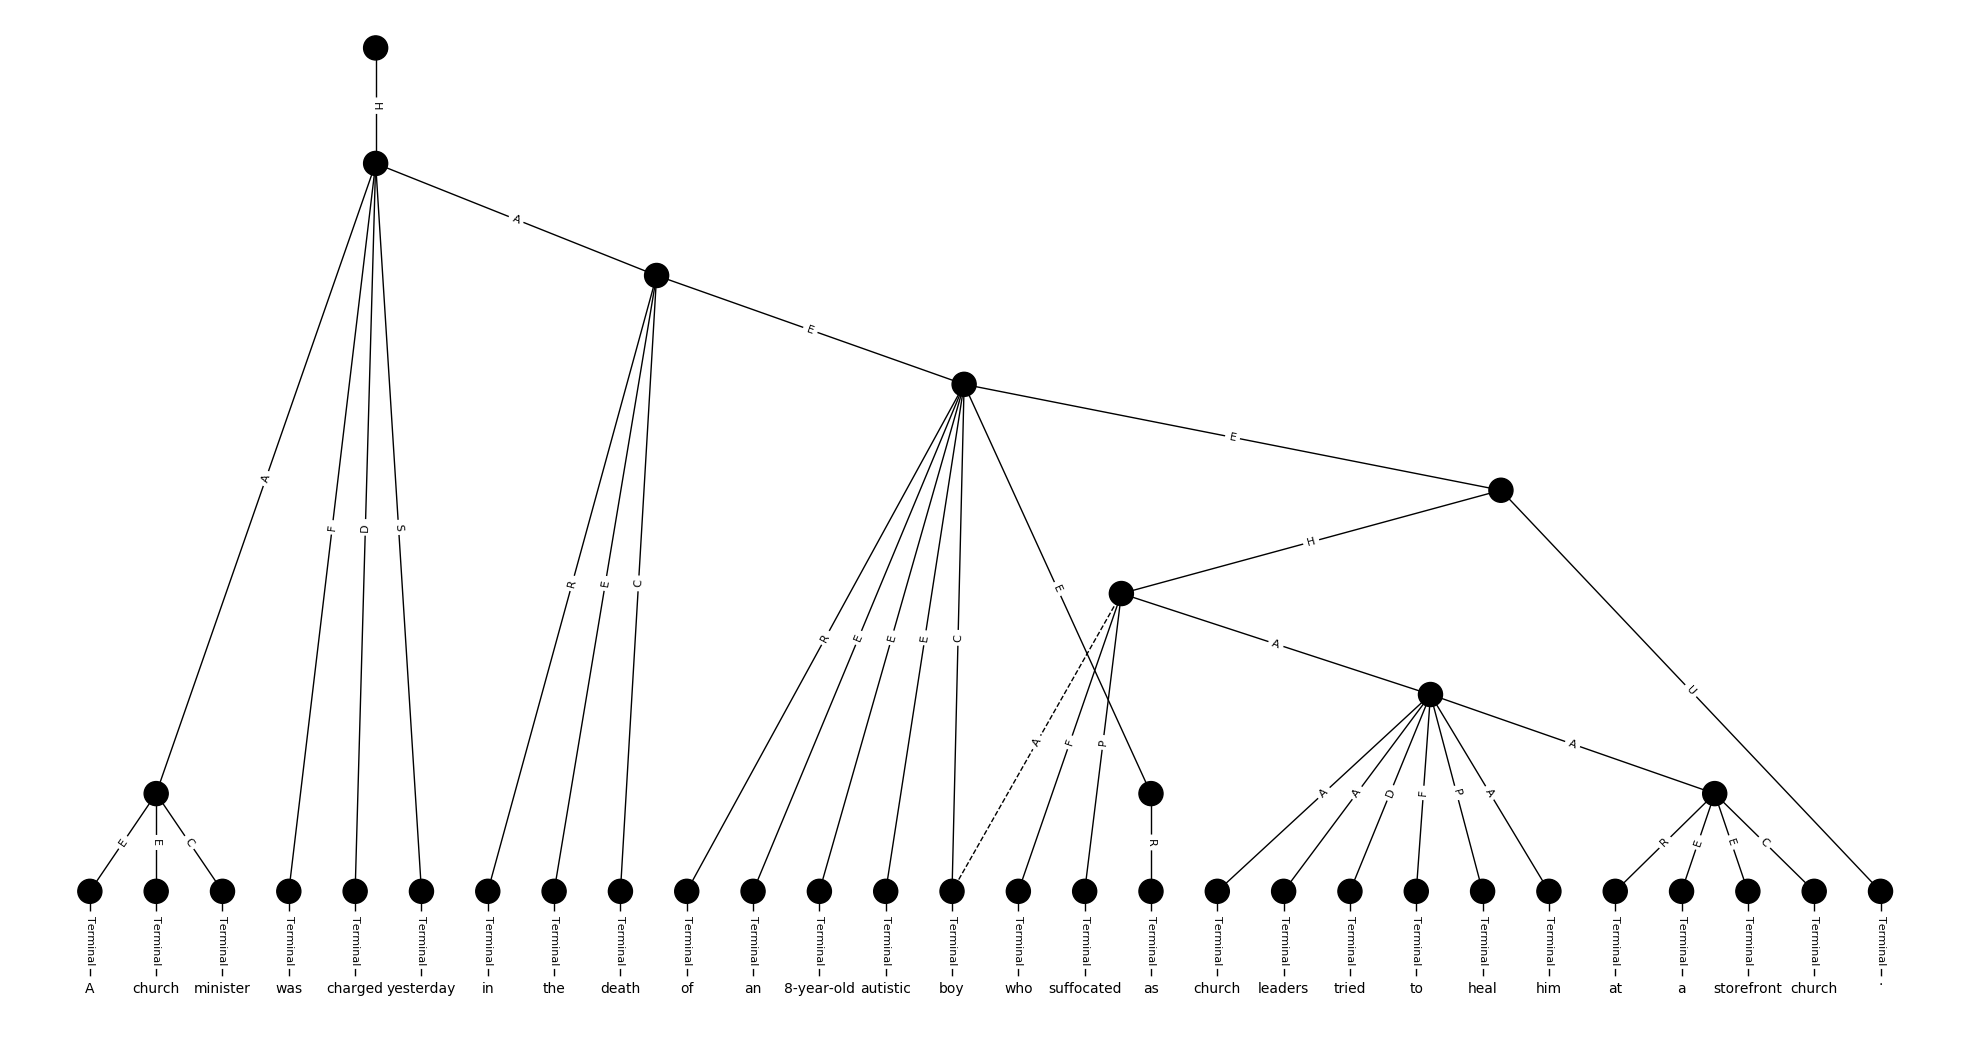 H
A
E
E
H
A
F
D
S
R
E
C
R
E
E
E
C
E
A
U
A
F
P
A
A
A
D
F
P
A
E
E
C
R
R
E
E
C
Terminal Terminal Terminal Terminal Terminal Terminal Terminal Terminal Terminal Terminal Terminal Terminal Terminal Terminal Terminal Terminal Terminal Terminal Terminal Terminal Terminal Terminal Terminal Terminal Terminal Terminal Terminal Terminal
A church minister was charged yesterday in the death of an 8-year-old autistic boy who suffocated as church leaders tried to heal him at a storefront church .